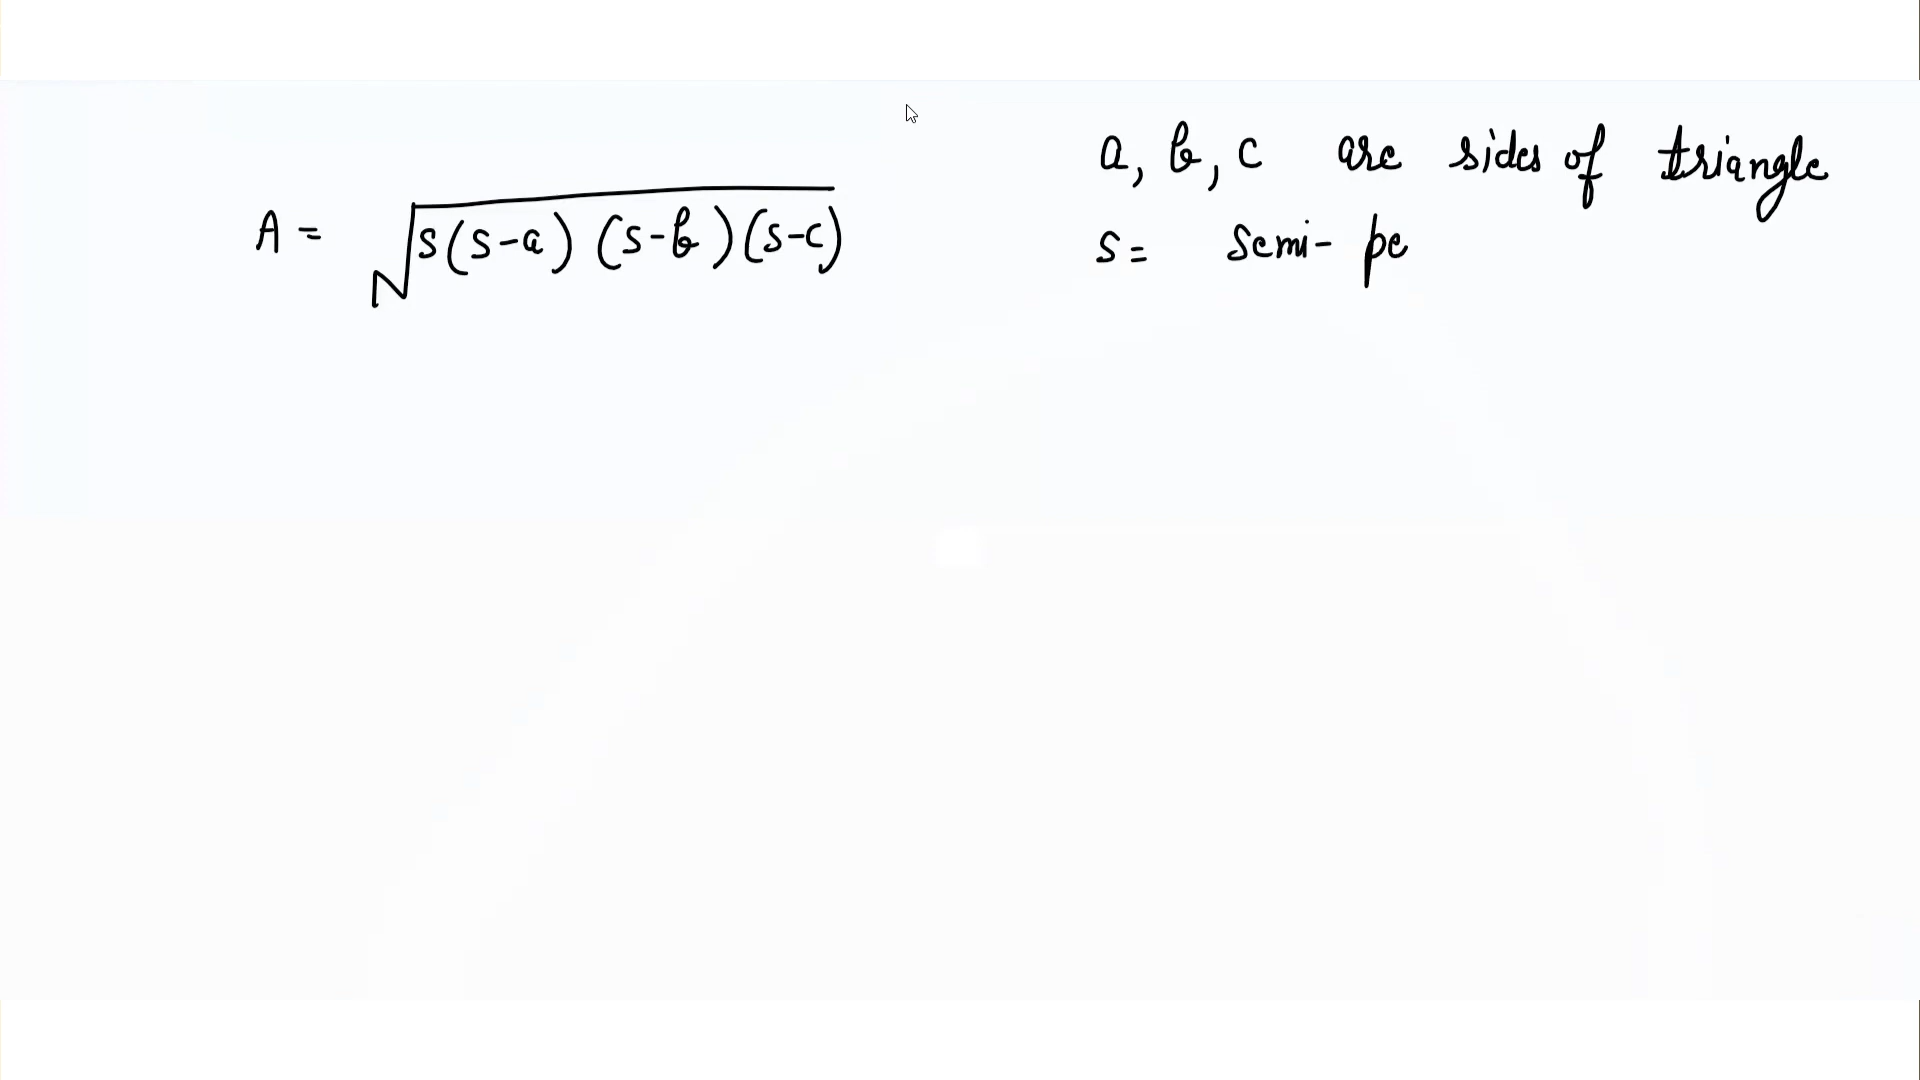 A = √s(s-a) (s-b) (s-c)
a, b, c are sides of triangle
s = Semi- pe